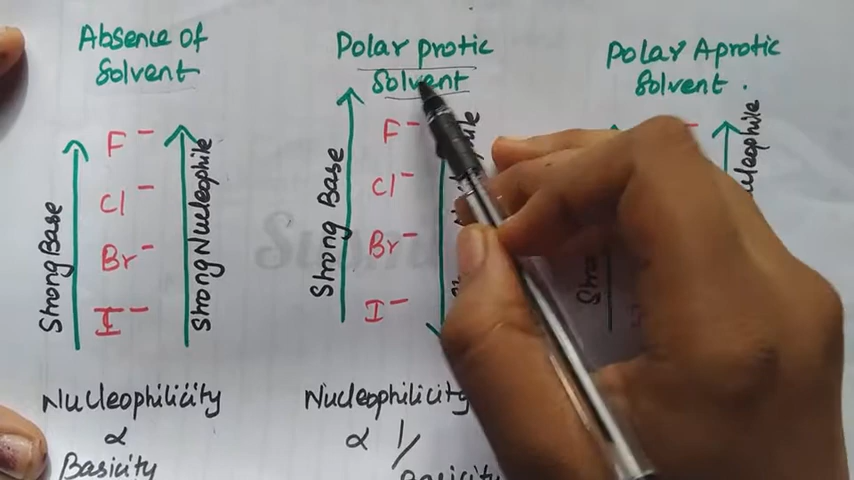 Absence of
Solvent
Strong Base
F⁻
Cl⁻
Br⁻
I⁻
Strong Nucleophile
Nucleophilicity
∝
Basicity
Polar protic
Solvent
Strong Base
F⁻
Cl⁻
Br⁻
I⁻
Nucleophilicity
∝ 1/
Basicity
Polar Aprotic
Solvent.